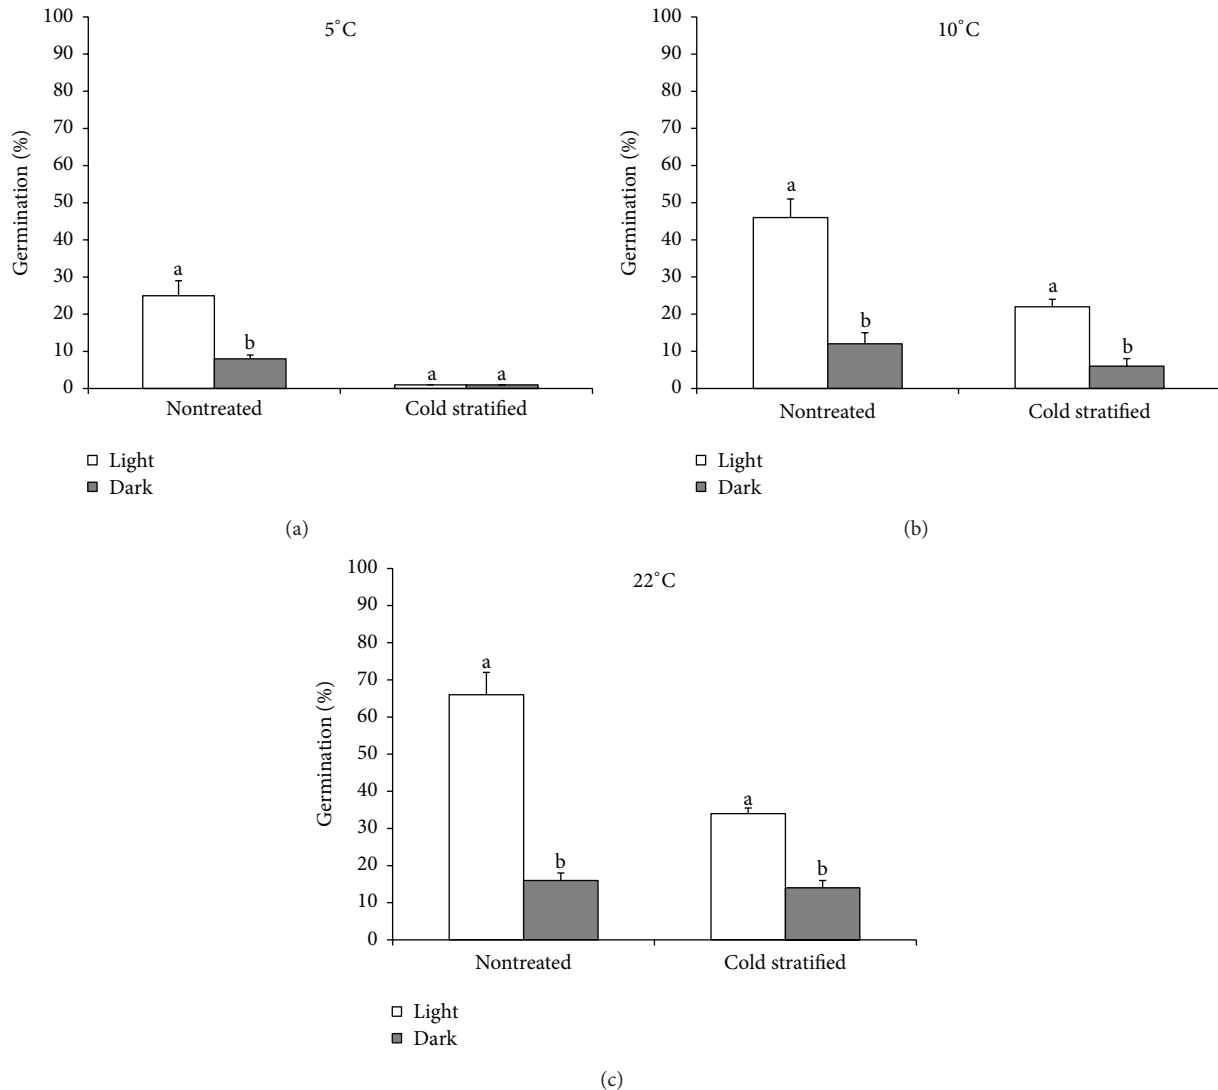 5°C
Germination (%)
100
90
80
70
60
50
40
30
20
10
0
a
b
a
a
Nontreated
Cold stratified
Light
Dark
(a)
10°C
Germination (%)
100
90
80
70
60
50
40
30
20
10
0
a
b
a
b
Nontreated
Cold stratified
Light
Dark
(b)
22°C
Germination (%)
100
90
80
70
60
50
40
30
20
10
0
a
b
a
b
Nontreated
Cold stratified
Light
Dark
(c)